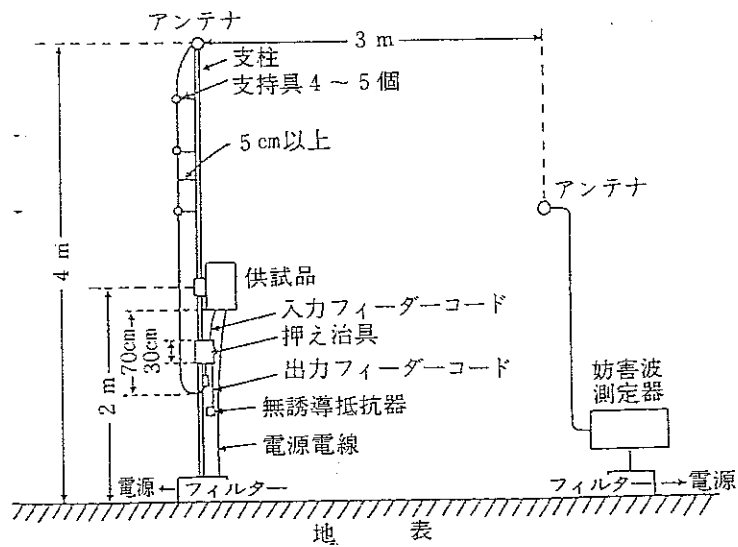 アンテナ
3 m
支柱
支持具4～5個
5cm以上
アンテナ
4 m
供試品
入力フィーダーコード
押え治具
70cm
30cm
2 m
出力フィーダーコード
無誘導抵抗器
電源電線
妨害波
測定器
電源
フィルター
フィルター
電源
地表